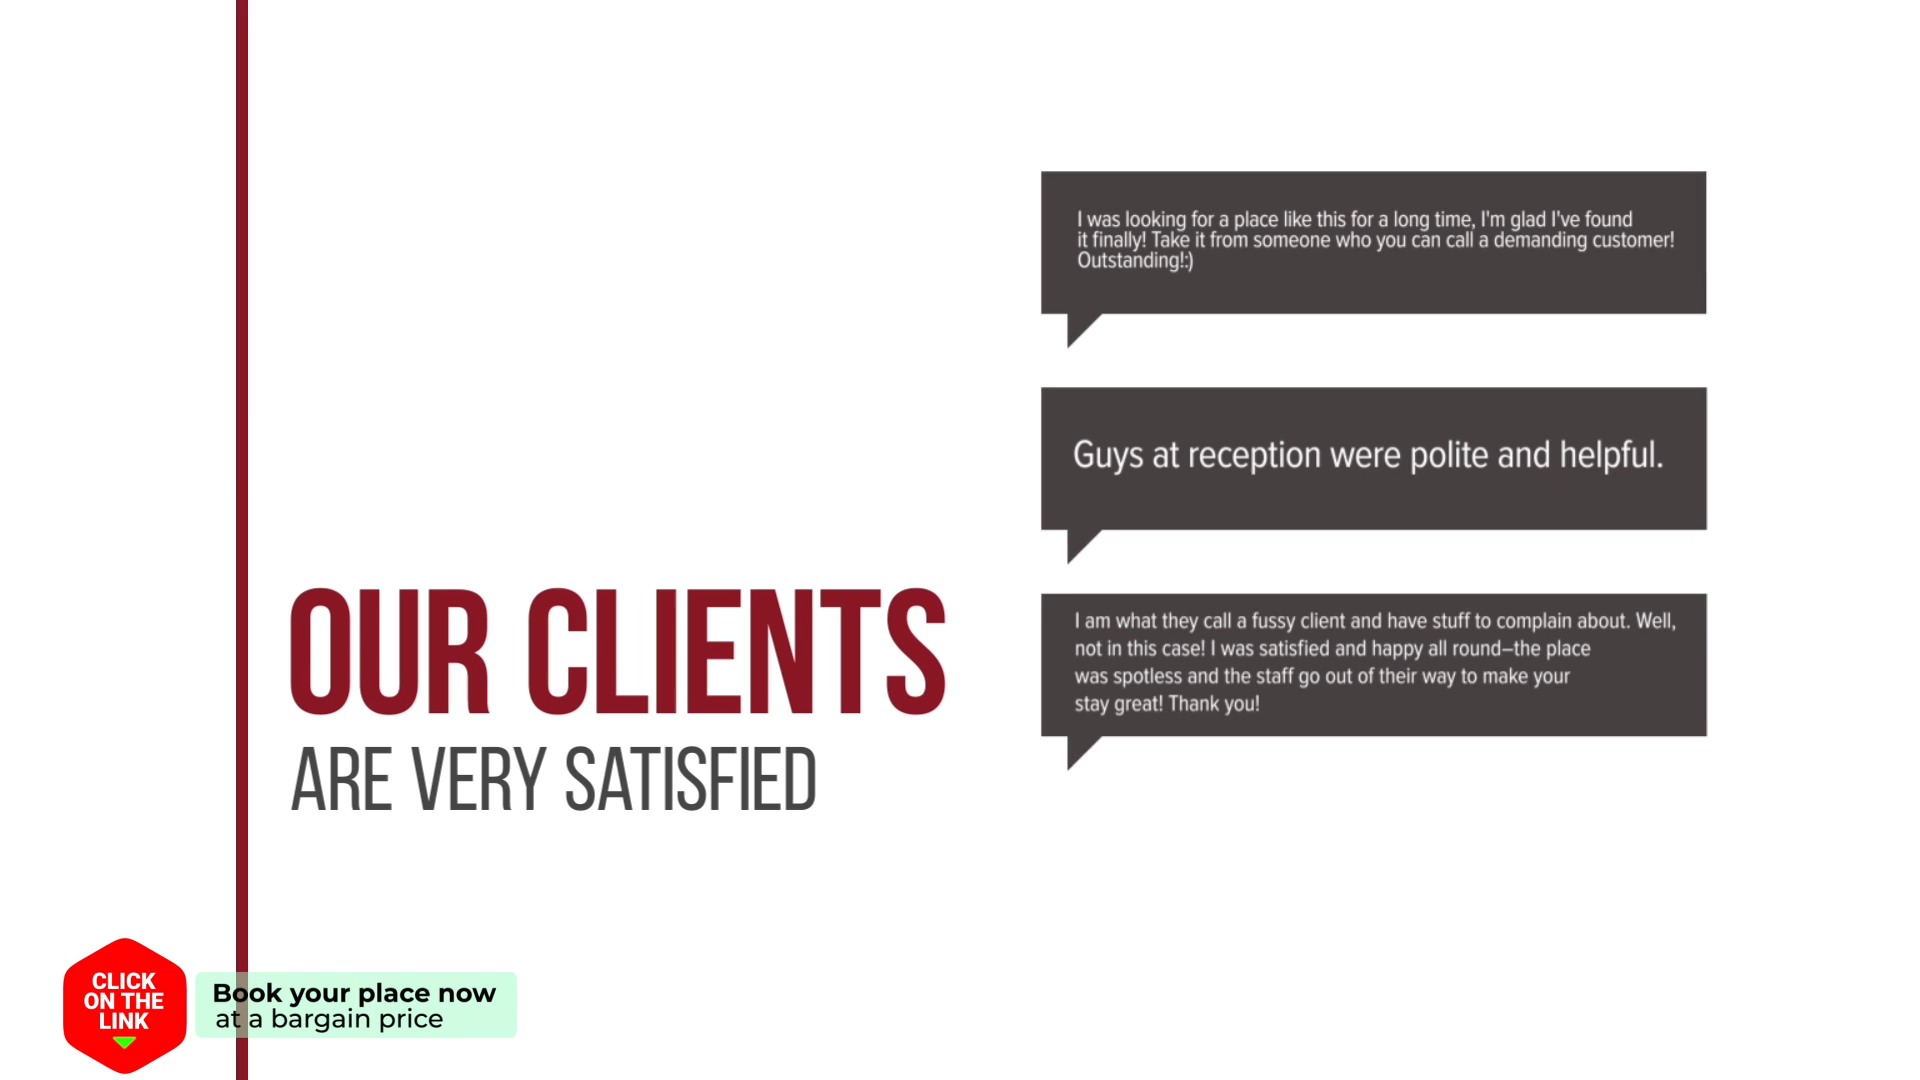 I was looking for a place like this for a long time, I'm glad I've found
it finally! Take it from someone who you can call a demanding customer!
Outstanding!:)
Guys at reception were polite and helpful.
I am what they call a fussy client and have stuff to complain about. Well,
not in this case! I was satisfied and happy all round–the place
was spotless and the staff go out of their way to make your
stay great! Thank you!
OUR CLIENTS
ARE VERY SATISFIED
CLICK
ON THE
LINK
Book your place now
at a bargain price